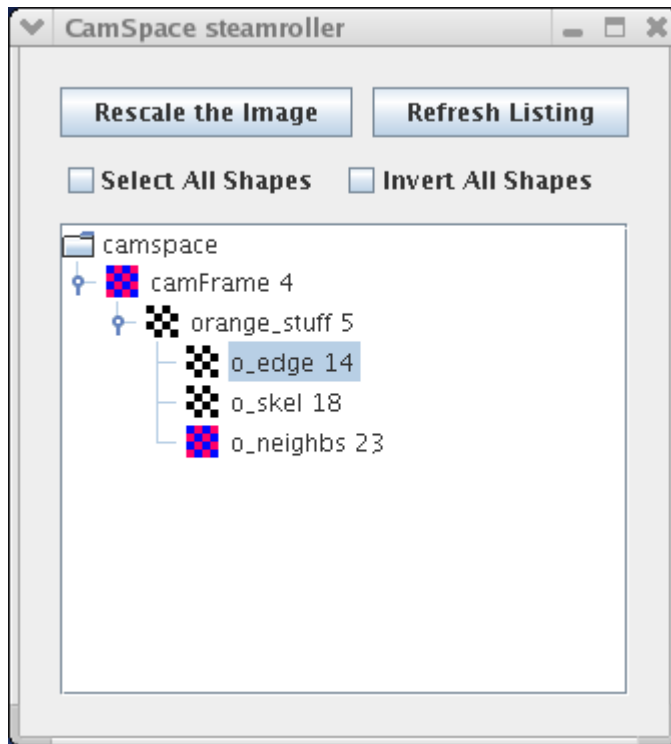 CamSpace steamroller
Rescale the Image Refresh Listing
Select All Shapes Invert All Shapes
camspace
camFrame 4
orange_stuff 5
o_edge 14
o_skel 18
o_neighbs 23